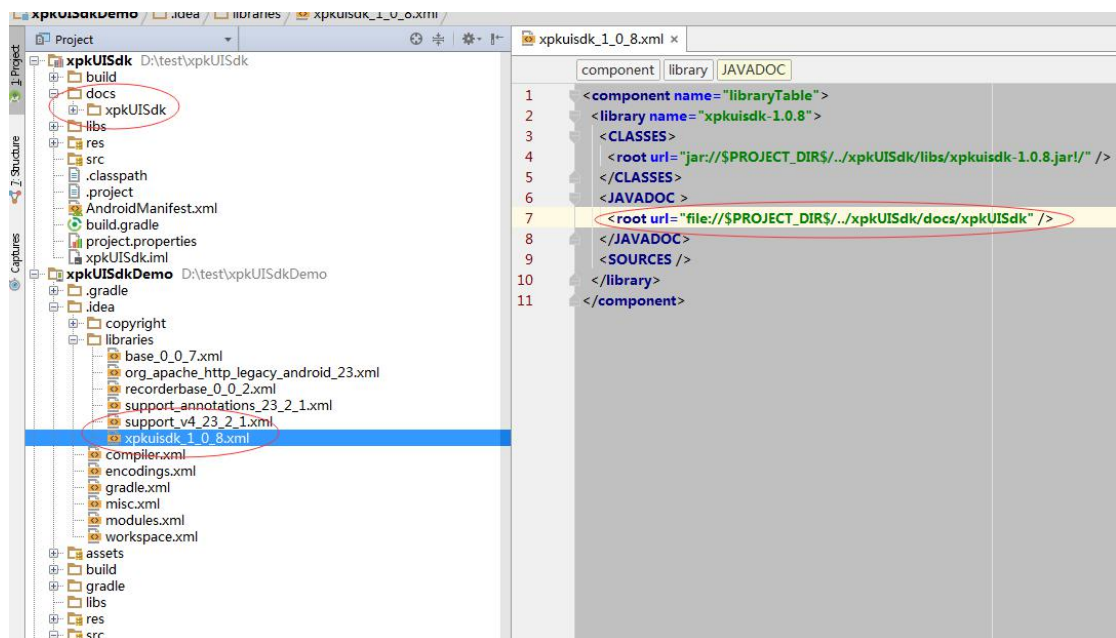 xpkUISdkDemo / .idea / libraries / xpkuisdk_1_0_8.xml
1: Project
7: Structure
Captures
Project
xpkUISdk D:\test\xpkUISdk
build
docs
xpkUISdk
libs
res
src
.classpath
.project
AndroidManifest.xml
build.gradle
project.properties
xpkUISdk.iml
xpkUISdkDemo D:\test\xpkUISdkDemo
.gradle
.idea
copyright
libraries
base_0_0_7.xml
org_apache_http_legacy_android_23.xml
recorderbase_0_0_2.xml
support_annotations_23_2_1.xml
support_v4_23_2_1.xml
xpkuisdk_1_0_8.xml
compiler.xml
encodings.xml
gradle.xml
misc.xml
modules.xml
workspace.xml
assets
build
gradle
libs
res
src
xpkuisdk_1_0_8.xml ×
component library JAVADOC
1 <component name="libraryTable">
2 <library name="xpkuisdk-1.0.8">
3 <CLASSES>
4 <root url="jar://$PROJECT_DIR$/../xpkUISdk/libs/xpkuisdk-1.0.8.jar!/" />
5 </CLASSES>
6 <JAVADOC >
7 <root url="file://$PROJECT_DIR$/../xpkUISdk/docs/xpkUISdk" />
8 </JAVADOC>
9 <SOURCES />
10 </library>
11 </component>